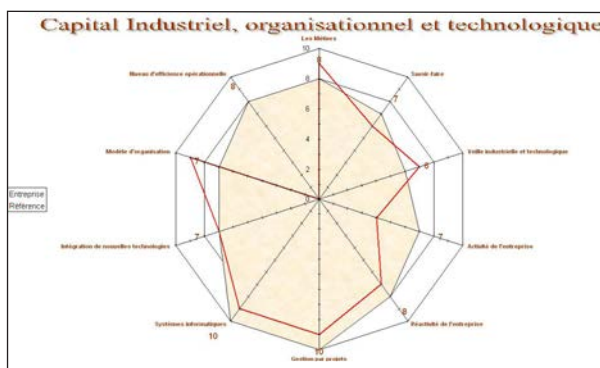 Capital Industriel, organisationnel et technologique
Les Métiers
10
8
8
6
4
2
0
Niveau d'efficience opérationnelle
8
Savoir-faire
7
Modèle d'organisation
7
Veille industrielle et technologique
6
Entreprise
Référence
Intégration de nouvelles technologies
7
Activité de l'entreprise
7
Systèmes informatiques
10
Réactivité de l'entreprise
8
10
Gestion par projets